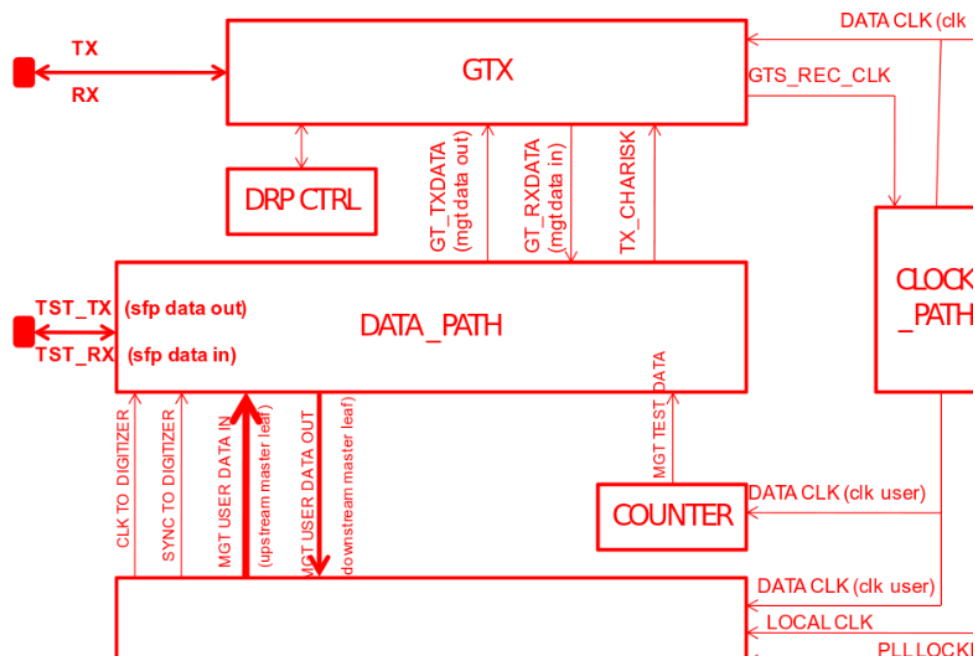 DATA CLK (clk
TX
GTX
RX
GTS_REC_CLK
DRP CTRL
GT_TXDATA
(mgt data out)
GT_RXDATA
(mgt data in)
TX_CHARISK
CLOCK
_PATH
TST_TX (sfp data out)
DATA_PATH
TST_RX (sfp data in)
CLK TO DIGITIZER
SYNC TO DIGITIZER
MGT USER DATA IN
(upstream master leaf)
MGT USER DATA OUT
downstream master leaf)
MGT TEST_DATA
COUNTER
DATA CLK (clk user)
DATA CLK (clk user)
LOCAL CLK
PLL LOCK